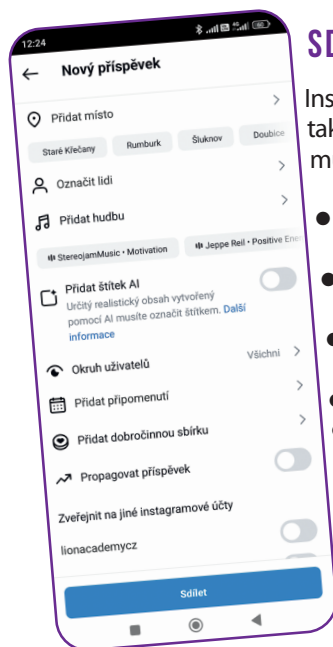 12:24
Nový příspěvek
Přidat místo
Staré Křečany Rumburk Šluknov Doubice
Označit lidi
Přidat hudbu
StereojamMusic • Motivation Jeppe Reil • Positive Ene
Přidat štítek AI
Určitý realistický obsah vytvořený
pomocí AI musíte označit štítkem. Další
informace
Okruh uživatelů Všichni
Přidat připomenutí
Přidat dobročinnou sbírku
Propagovat příspěvek
Zveřejnit na jiné instagramové účty
lionacademycz
Sdílet
SD
Ins
tak
m